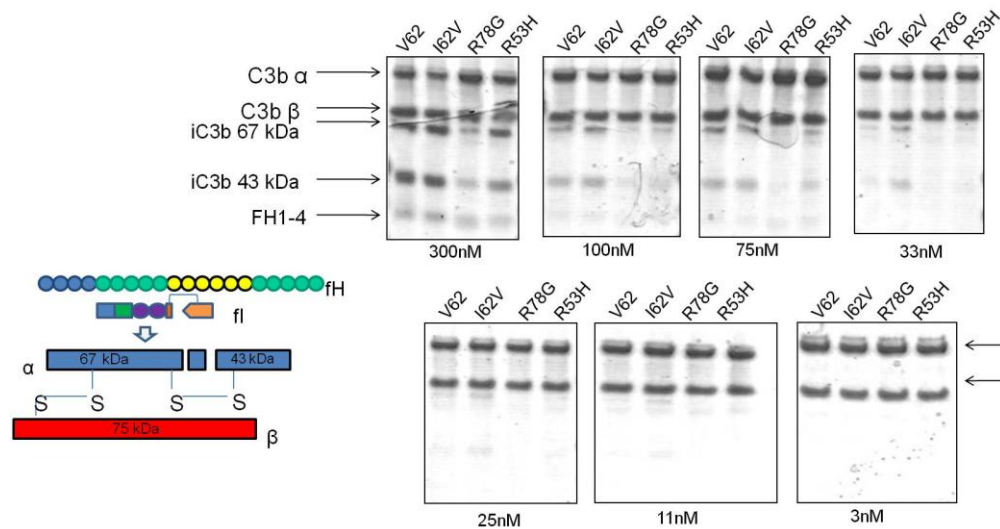 V62 I62V R78G R53H
V62 I62V R78G R53H
V62 I62V R78G R53H
V62 I62V R78G R53H
C3b α
C3b β
iC3b 67 kDa
iC3b 43 kDa
FH1-4
300nM
100nM
75nM
33nM
fH
fI
α
67 kDa
43 kDa
S S S S
75 kDa
β
V62 I62V R78G R53H
V62 I62V R78G R53H
V62 I62V R78G R53H
25nM
11nM
3nM